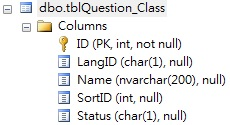 dbo.tblQuestion_Class
Columns
ID (PK, int, not null)
LangID (char(1), null)
Name (nvarchar(200), null)
SortID (int, null)
Status (char(1), null)